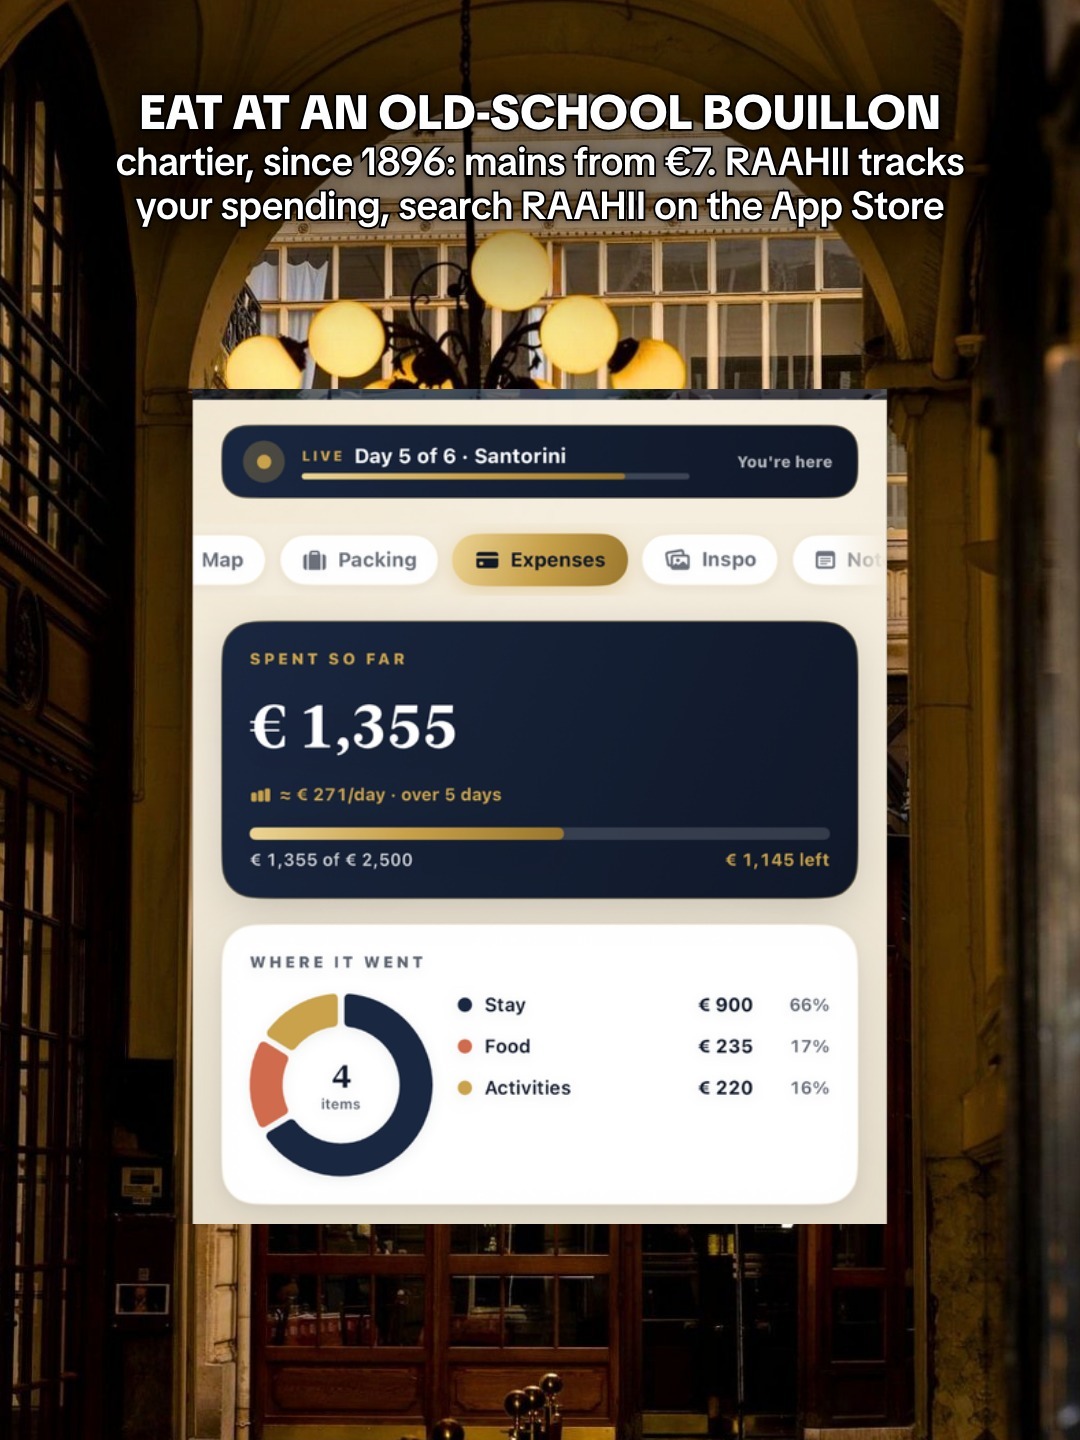 EAT AT AN OLD-SCHOOL BOUILLON
chartier, since 1896: mains from €7. RAAHII tracks
your spending, search RAAHII on the App Store
LIVE Day 5 of 6 · Santorini
You're here
Map
Packing
Expenses
Inspo
Not
SPENT SO FAR
€ 1,355
≈ € 271/day · over 5 days
€ 1,355 of € 2,500
€ 1,145 left
WHERE IT WENT
4
items
Stay € 900 66%
Food € 235 17%
Activities € 220 16%